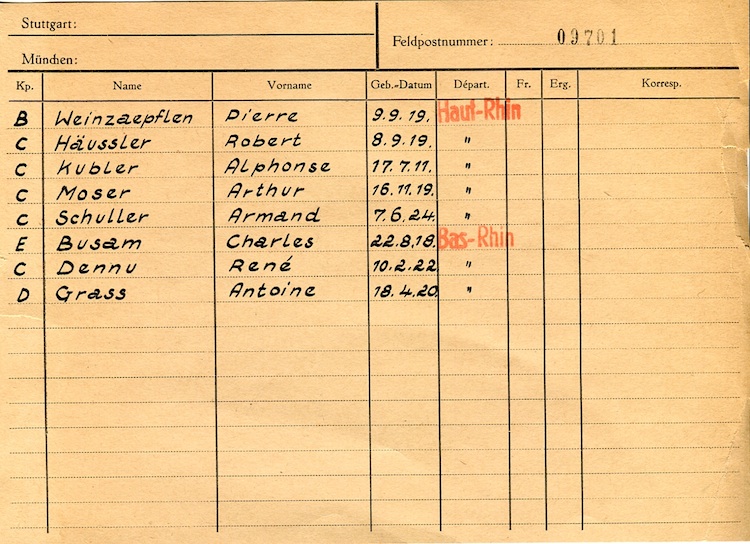 Stuttgart:
Feldpostnummer: 09701
München:
Kp. Name Vorname Geb.-Datum Départ. Fr. Erg. Korresp.
B Weinzaepflen Pierre 9.9.19. Haut-Rhin
C Häussler Robert 8.9.19. "
C Kubler Alphonse 17.7.11. "
C Moser Arthur 16.11.19. "
C Schuller Armand 7.6.24. "
E Busam Charles 22.8.18. Bas-Rhin
C Dennu René 10.2.22. "
D Grass Antoine 18.4.20. "